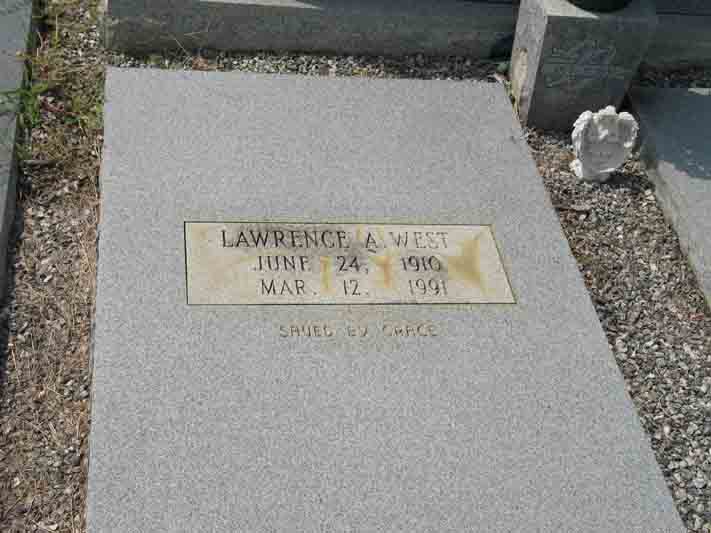 LAWRENCE A. WEST
JUNE 24, 1910
MAR. 12, 1991
SAVED BY GRACE